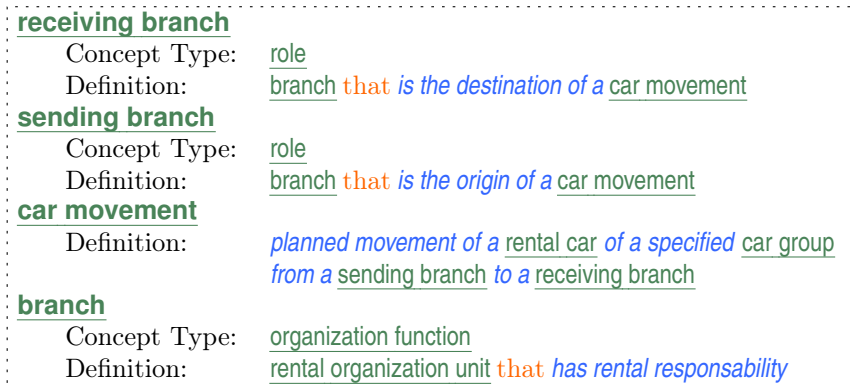 receiving branch
Concept Type: role
Definition: branch that is the destination of a car movement
sending branch
Concept Type: role
Definition: branch that is the origin of a car movement
car movement
Definition: planned movement of a rental car of a specified car group
from a sending branch to a receiving branch
branch
Concept Type: organization function
Definition: rental organization unit that has rental responsability